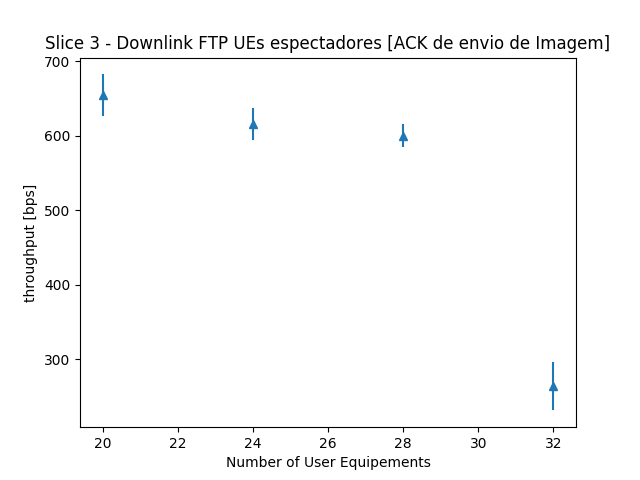 Slice 3 - Downlink FTP UEs espectadores [ACK de envio de Imagem]
700
600
500
400
300
throughput [bps]
20 22 24 26 28 30 32
Number of User Equipements